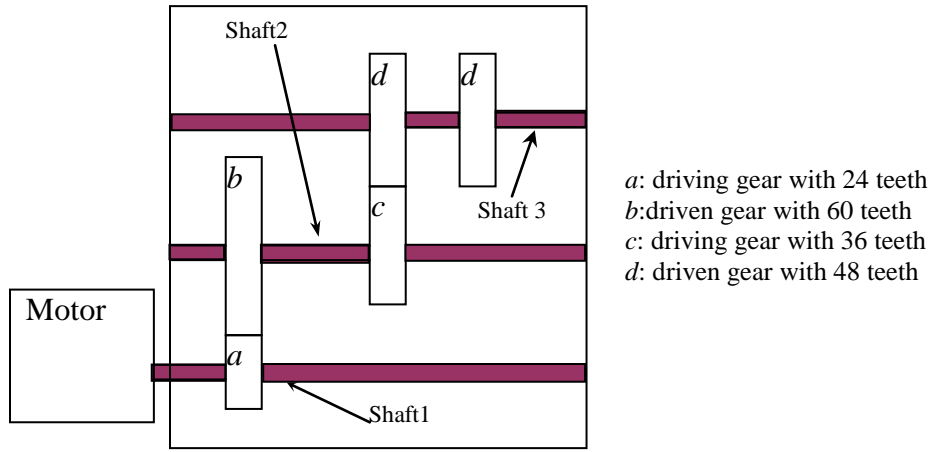 Shaft2
d d
b
c
Shaft 3
Motor
a
Shaft1
a: driving gear with 24 teeth
b:driven gear with 60 teeth
c: driving gear with 36 teeth
d: driven gear with 48 teeth